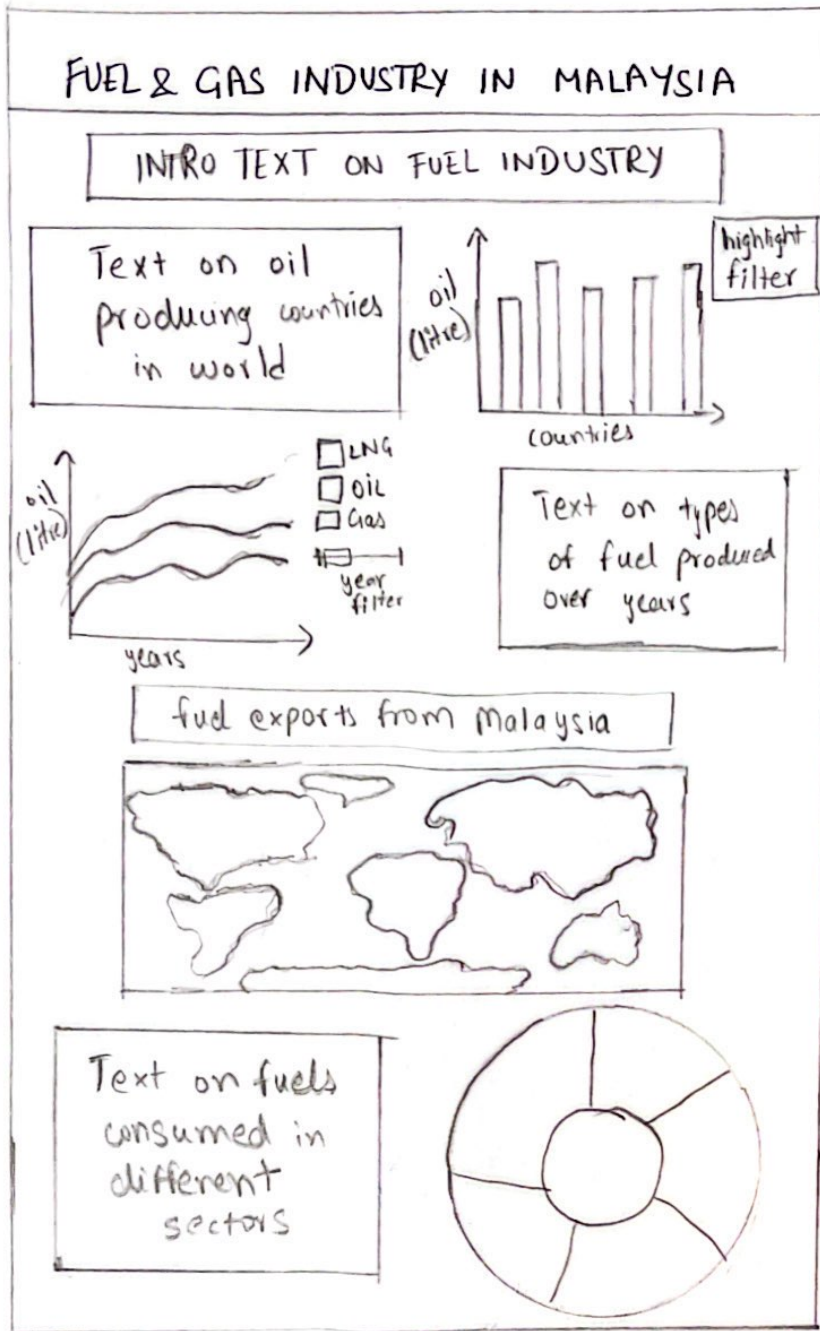 FUEL & GAS INDUSTRY IN MALAYSIA
INTRO TEXT ON FUEL INDUSTRY
Text on oil
producing countries
in world
oil
(litre)
countries
highlight
filter
oil
(litre)
years
LNG
Oil
Gas
year
filter
Text on types
of fuel produced
over years
fuel exports from Malaysia
Text on fuels
consumed in
different
sectors